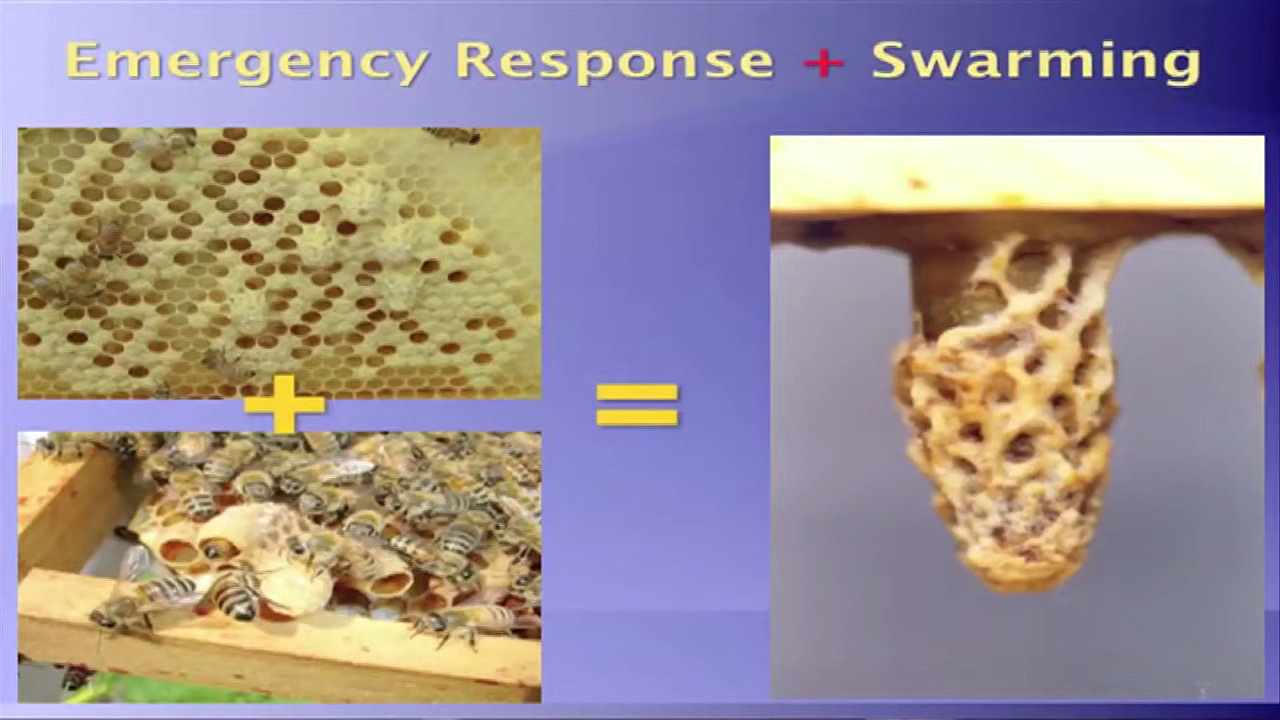 Emergency Response + Swarming
+
=